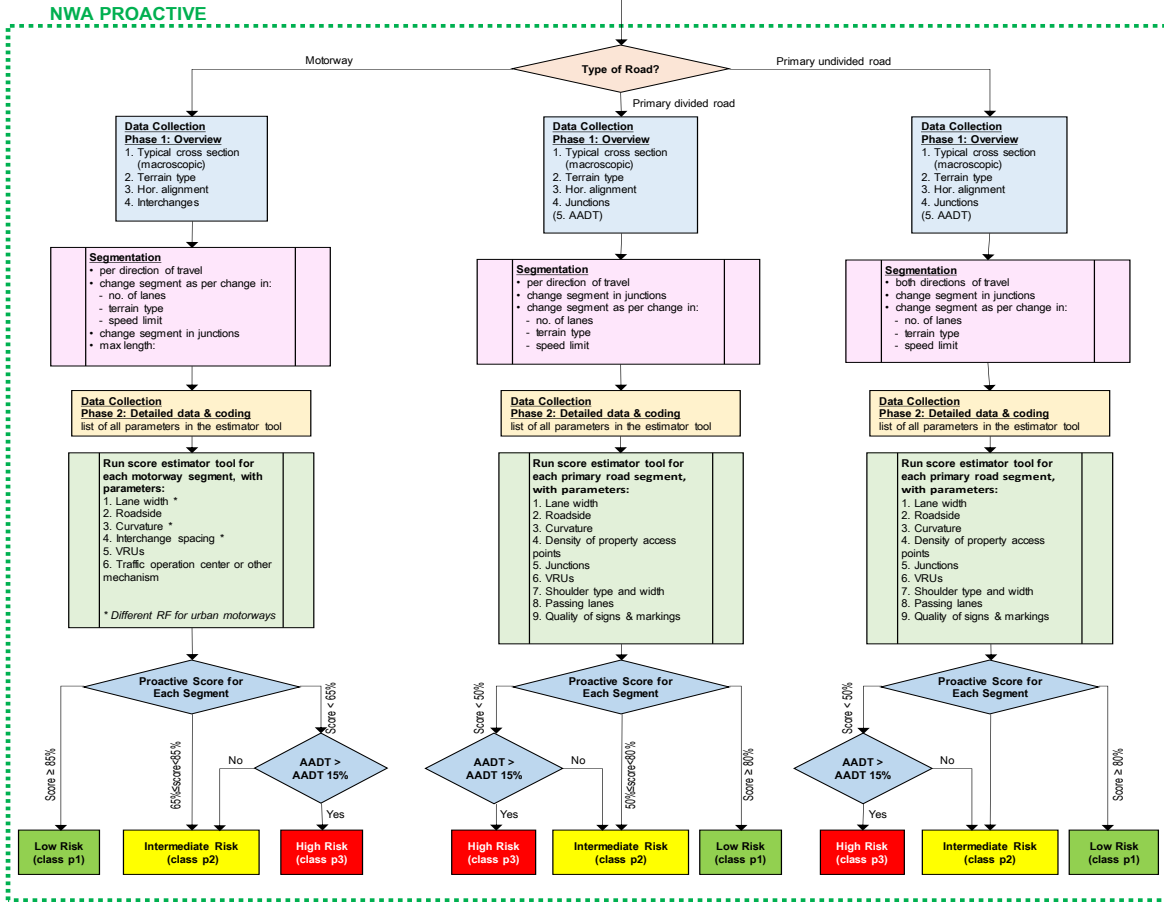 NWA PROACTIVE
Type of Road?
Motorway
Primary divided road
Primary undivided road
Data Collection
Phase 1: Overview
1. Typical cross section
(macroscopic)
2. Terrain type
3. Hor. alignment
4. Interchanges
Data Collection
Phase 1: Overview
1. Typical cross section
(macroscopic)
2. Terrain type
3. Hor. alignment
4. Junctions
(5. AADT)
Data Collection
Phase 1: Overview
1. Typical cross section
(macroscopic)
2. Terrain type
3. Hor. alignment
4. Junctions
(5. AADT)
Segmentation
• per direction of travel
• change segment as per change in:
- no. of lanes
- terrain type
- speed limit
• change segment in junctions
• max length:
Segmentation
• per direction of travel
• change segment in junctions
• change segment as per change in:
- no. of lanes
- terrain type
- speed limit
Segmentation
• both directions of travel
• change segment in junctions
• change segment as per change in:
- no. of lanes
- terrain type
- speed limit
Data Collection
Phase 2: Detailed data & coding
list of all parameters in the estimator tool
Data Collection
Phase 2: Detailed data & coding
list of all parameters in the estimator tool
Data Collection
Phase 2: Detailed data & coding
list of all parameters in the estimator tool
Run score estimator tool for
each motorway segment, with
parameters:
1. Lane width *
2. Roadside
3. Curvature *
4. Interchange spacing *
5. VRUs
6. Traffic operation center or other
mechanism
* Different RF for urban motorways
Run score estimator tool for
each primary road segment,
with parameters:
1. Lane width
2. Roadside
3. Curvature
4. Density of property access
points
5. Junctions
6. VRUs
7. Shoulder type and width
8. Passing lanes
9. Quality of signs & markings
Run score estimator tool for
each primary road segment,
with parameters:
1. Lane width
2. Roadside
3. Curvature
4. Density of property access
points
5. Junctions
6. VRUs
7. Shoulder type and width
8. Passing lanes
9. Quality of signs & markings
Proactive Score for
Each Segment
Score ≥ 85%
65%≤score<85%
Score < 65%
AADT >
AADT 15%
No
Yes
Low Risk
(class p1)
Intermediate Risk
(class p2)
High Risk
(class p3)
Proactive Score for
Each Segment
Score < 50%
50%≤score<80%
Score ≥ 80%
AADT >
AADT 15%
No
Yes
High Risk
(class p3)
Intermediate Risk
(class p2)
Low Risk
(class p1)
Proactive Score for
Each Segment
Score < 50%
Score ≥ 80%
AADT >
AADT 15%
No
Yes
High Risk
(class p3)
Intermediate Risk
(class p2)
Low Risk
(class p1)